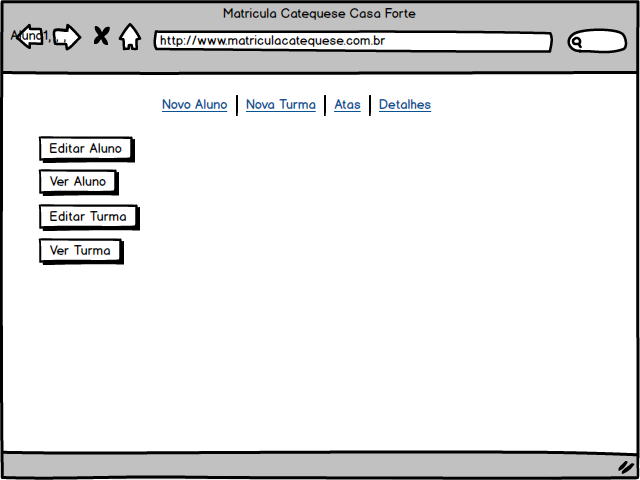 Matricula Catequese Casa Forte
Aluno1, , ,
http://www.matriculacatequese.com.br
Novo Aluno | Nova Turma | Atas | Detalhes
Editar Aluno
Ver Aluno
Editar Turma
Ver Turma